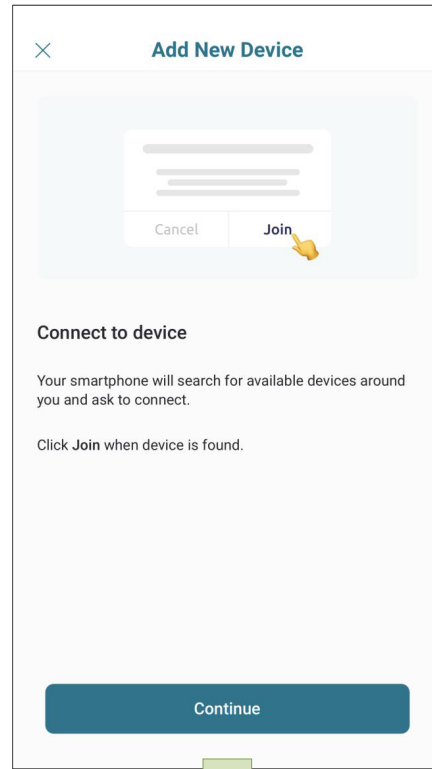 Add New Device
Cancel Join
Connect to device
Your smartphone will search for available devices around
you and ask to connect.
Click Join when device is found.
Continue